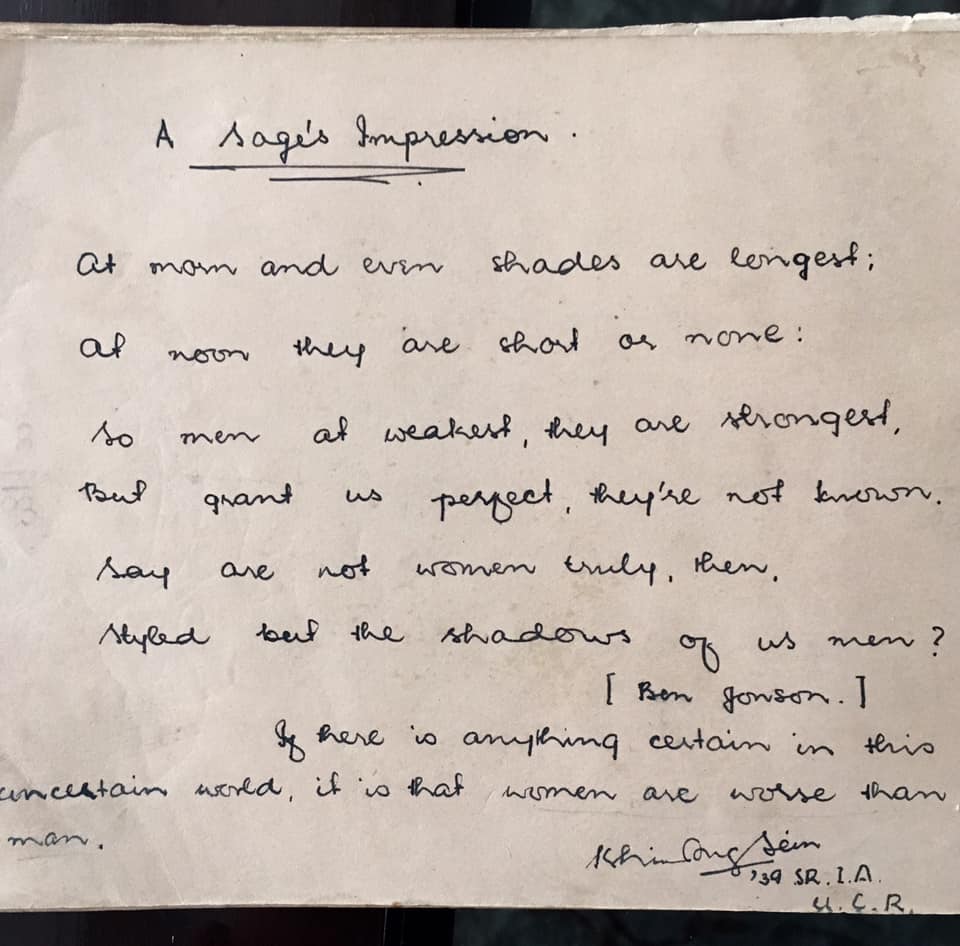 A Sage's Impression.
At morn and even shades are longest;
At noon they are short or none:
So men at weakest, they are strongest,
But grant us perfect, they're not known.
Say are not women truly, then,
Styled but the shadows of us men?
[Ben Jonson.]
If there is anything certain in this
uncertain world, it is that women are worse than
man.
Khin Aung Sein
'39 SR. I.A.
U.C.R.